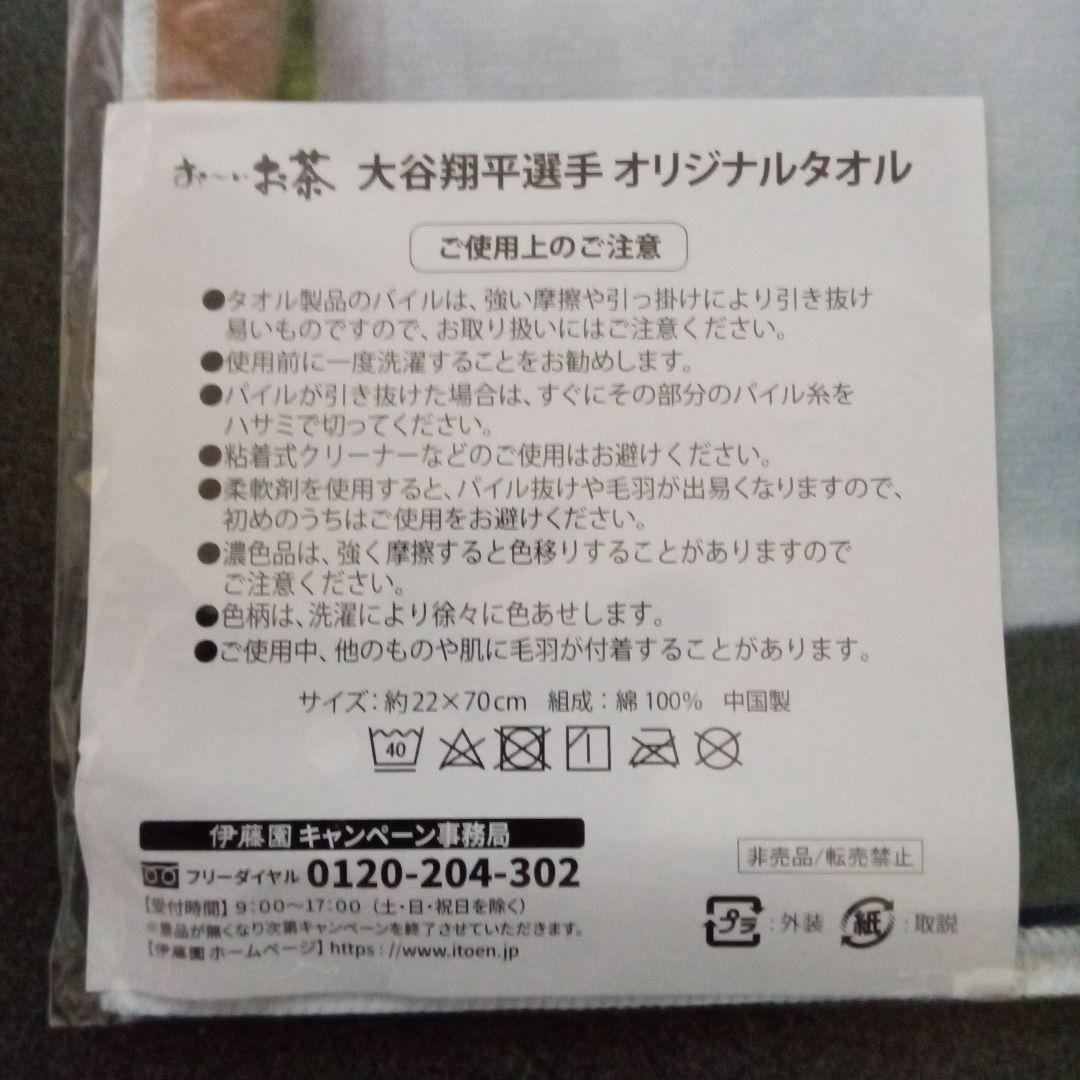 お〜いお茶 大谷翔平選手 オリジナルタオル
ご使用上のご注意
●タオル製品のパイルは、強い摩擦や引っ掛けにより引き抜け
易いものですので、お取り扱いにはご注意ください。
●使用前に一度洗濯することをお勧めします。
●パイルが引き抜けた場合は、すぐにその部分のパイル糸を
ハサミで切ってください。
●粘着式クリーナーなどのご使用はお避けください。
●柔軟剤を使用すると、パイル抜けや毛羽が出易くなりますので、
初めのうちはご使用をお避けください。
●濃色品は、強く摩擦すると色移りすることがありますので
ご注意ください。
●色柄は、洗濯により徐々に色あせします。
●ご使用中、他のものや肌に毛羽が付着することがあります。
サイズ：約22×70cm 組成：綿100% 中国製
40
伊藤園 キャンペーン事務局
フリーダイヤル 0120-204-302
【受付時間】9：00〜17：00（土・日・祝日を除く）
※景品が無くなり次第キャンペーンを終了させていただきます。
【伊藤園 ホームページ】https://www.itoen.jp
非売品/転売禁止
プラ：外装 紙：取説